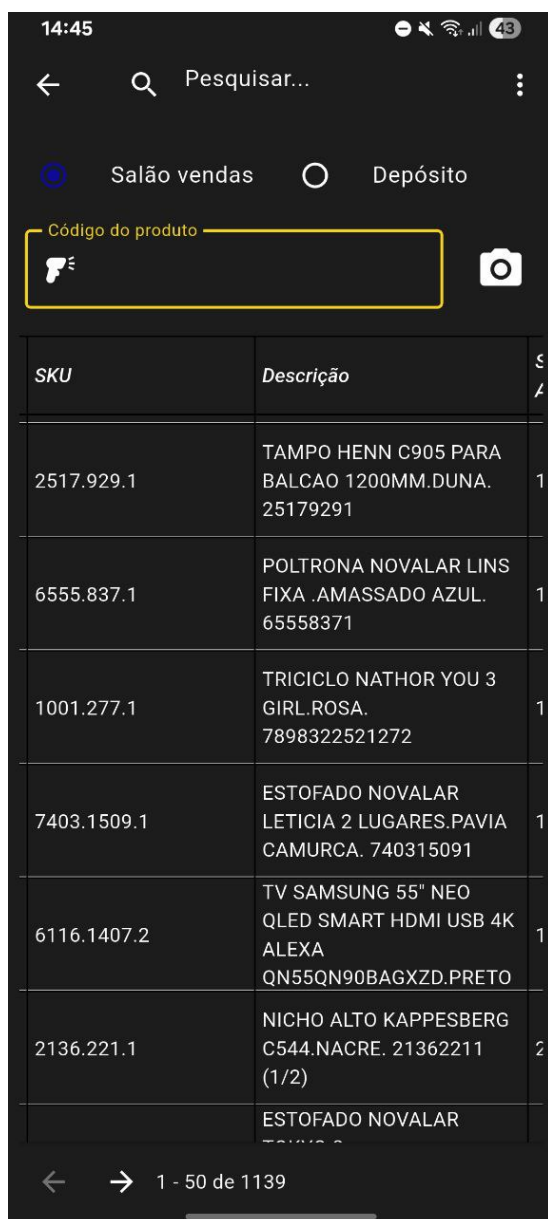 14:45
43
Pesquisar...
Salão vendas
Depósito
Código do produto
SKU
Descrição
2517.929.1
TAMPO HENN C905 PARA
BALCAO 1200MM.DUNA.
25179291
1
6555.837.1
POLTRONA NOVALAR LINS
FIXA .AMASSADO AZUL.
65558371
1
1001.277.1
TRICICLO NATHOR YOU 3
GIRL.ROSA.
7898322521272
1
7403.1509.1
ESTOFADO NOVALAR
LETICIA 2 LUGARES.PAVIA
CAMURCA. 740315091
1
6116.1407.2
TV SAMSUNG 55" NEO
QLED SMART HDMI USB 4K
ALEXA
QN55QN90BAGXZD.PRETO
1
2136.221.1
NICHO ALTO KAPPESBERG
C544.NACRE. 21362211
(1/2)
2
ESTOFADO NOVALAR
1 - 50 de 1139